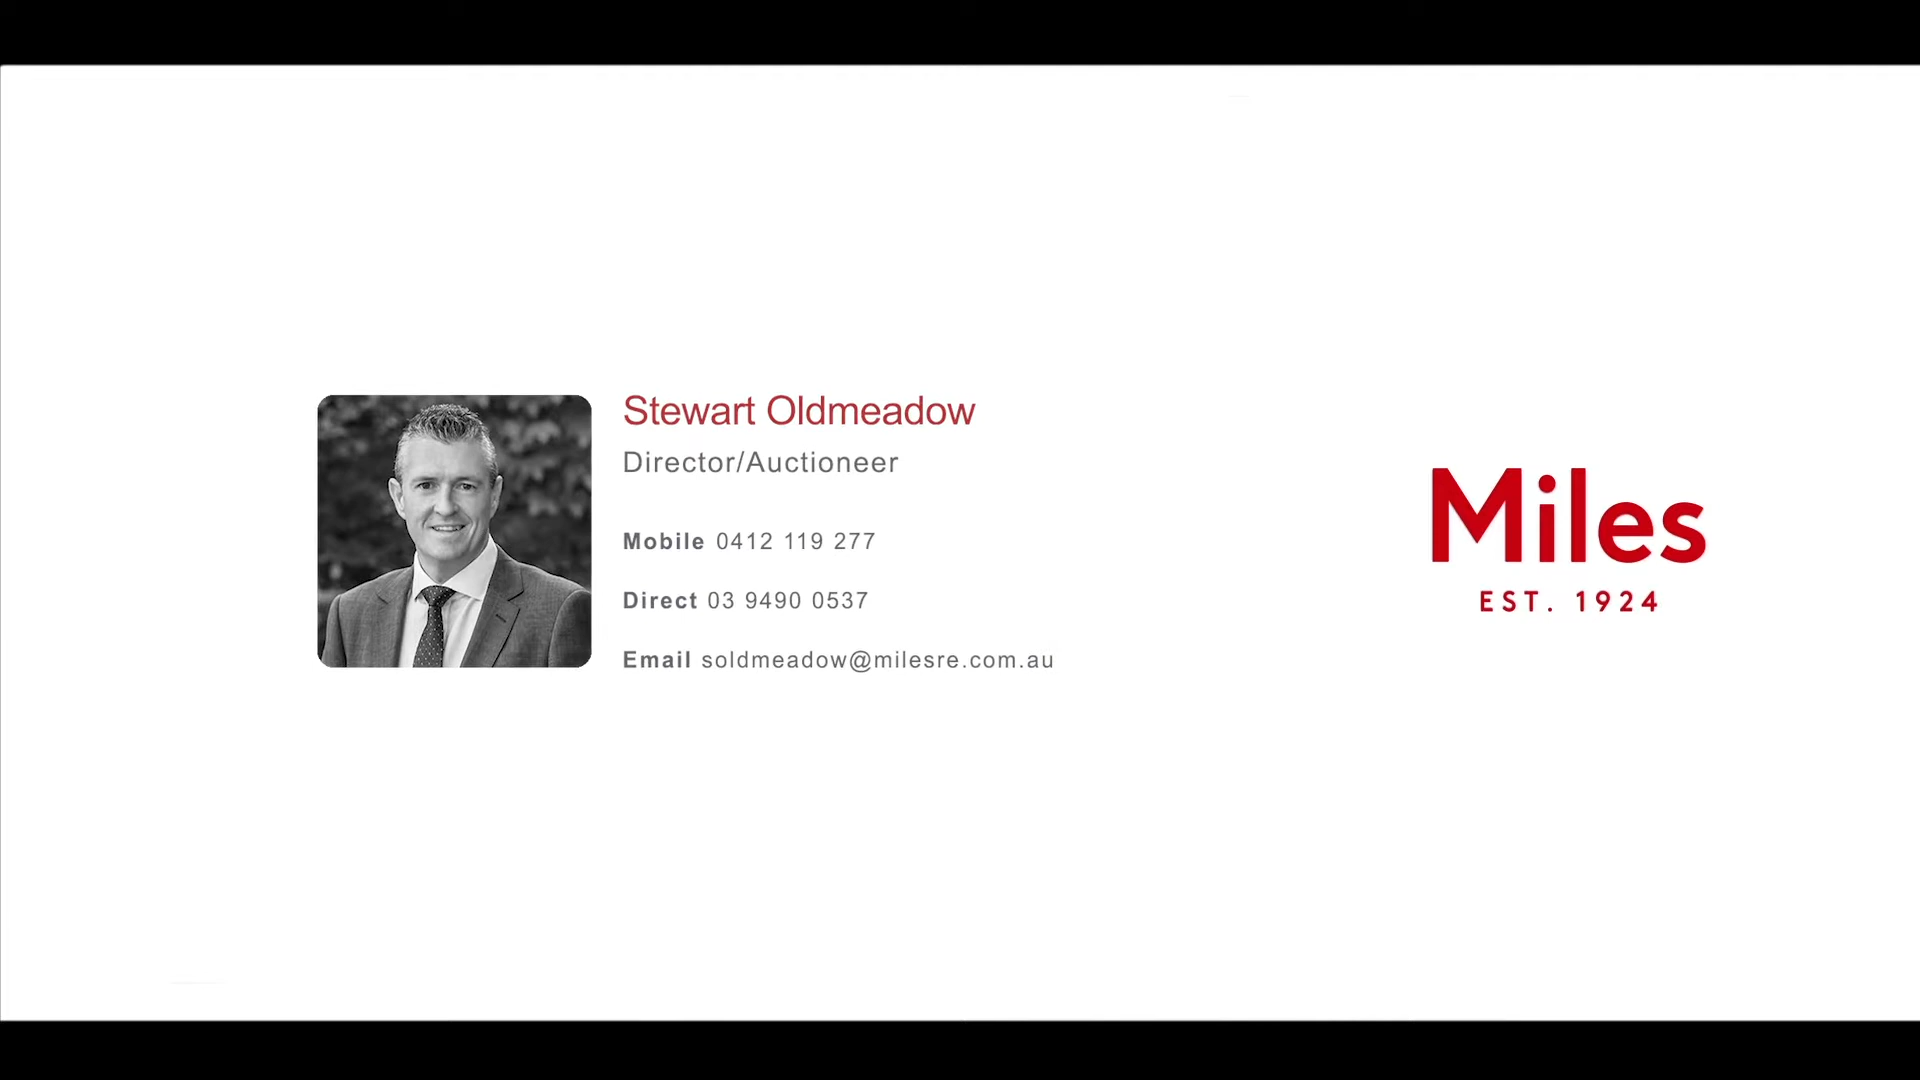 Stewart Oldmeadow
Director/Auctioneer
Mobile 0412 119 277
Direct 03 9490 0537
Email soldmeadow@milesre.com.au
Miles
EST. 1924